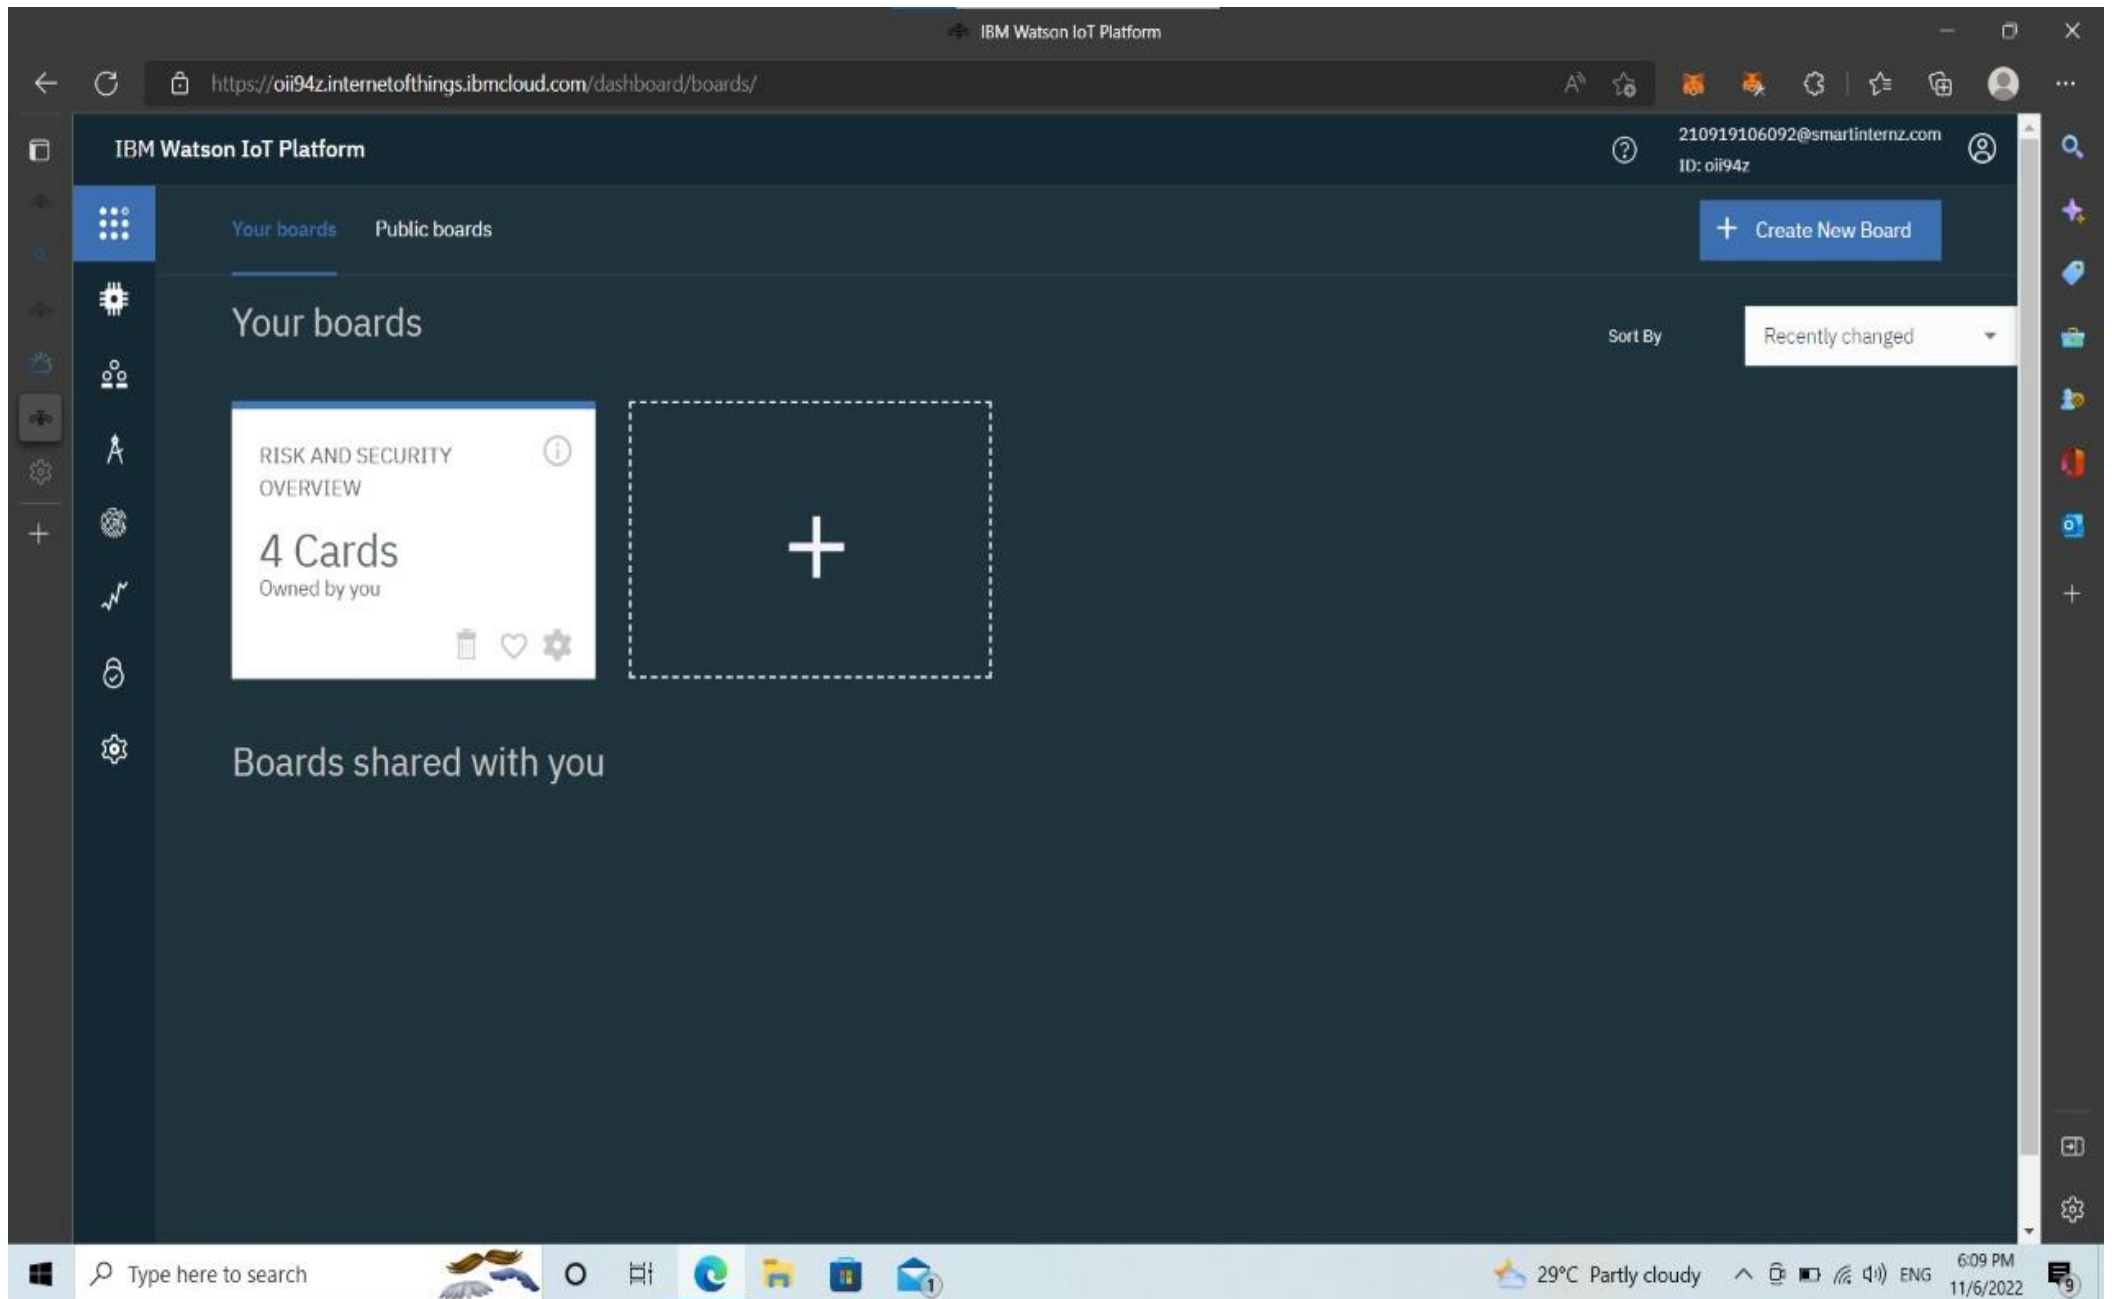 IBM Watson IoT Platform
https://oii94z.internetofthings.ibmcloud.com/dashboard/boards/
IBM Watson IoT Platform
210919106092@smartinternz.com
ID: oii94z
Your boards
Public boards
Create New Board
Your boards
Sort By
Recently changed
RISK AND SECURITY
OVERVIEW
4 Cards
Owned by you
Boards shared with you
Type here to search
1
29°C Partly cloudy
ENG
6:09 PM
11/6/2022
9